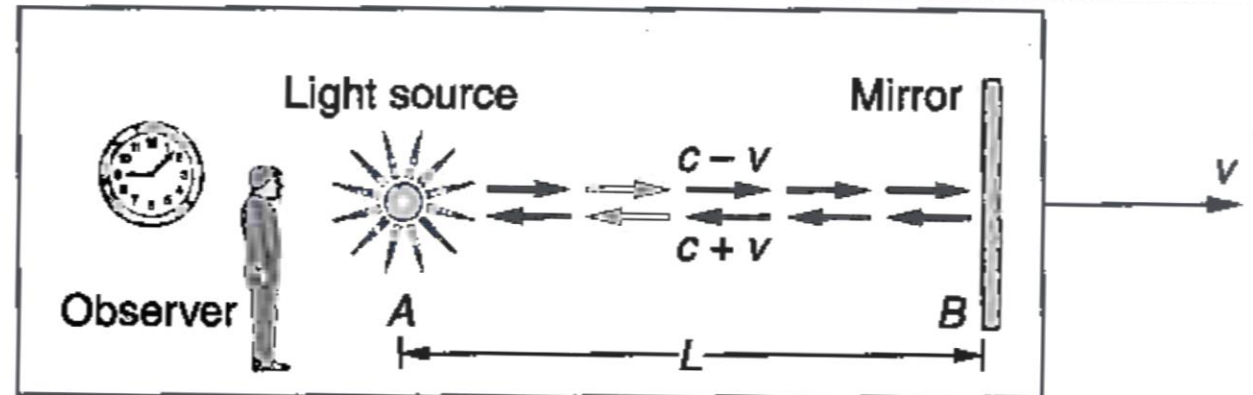 Light source
Mirror
c – v
v
c + v
Observer
A
B
L